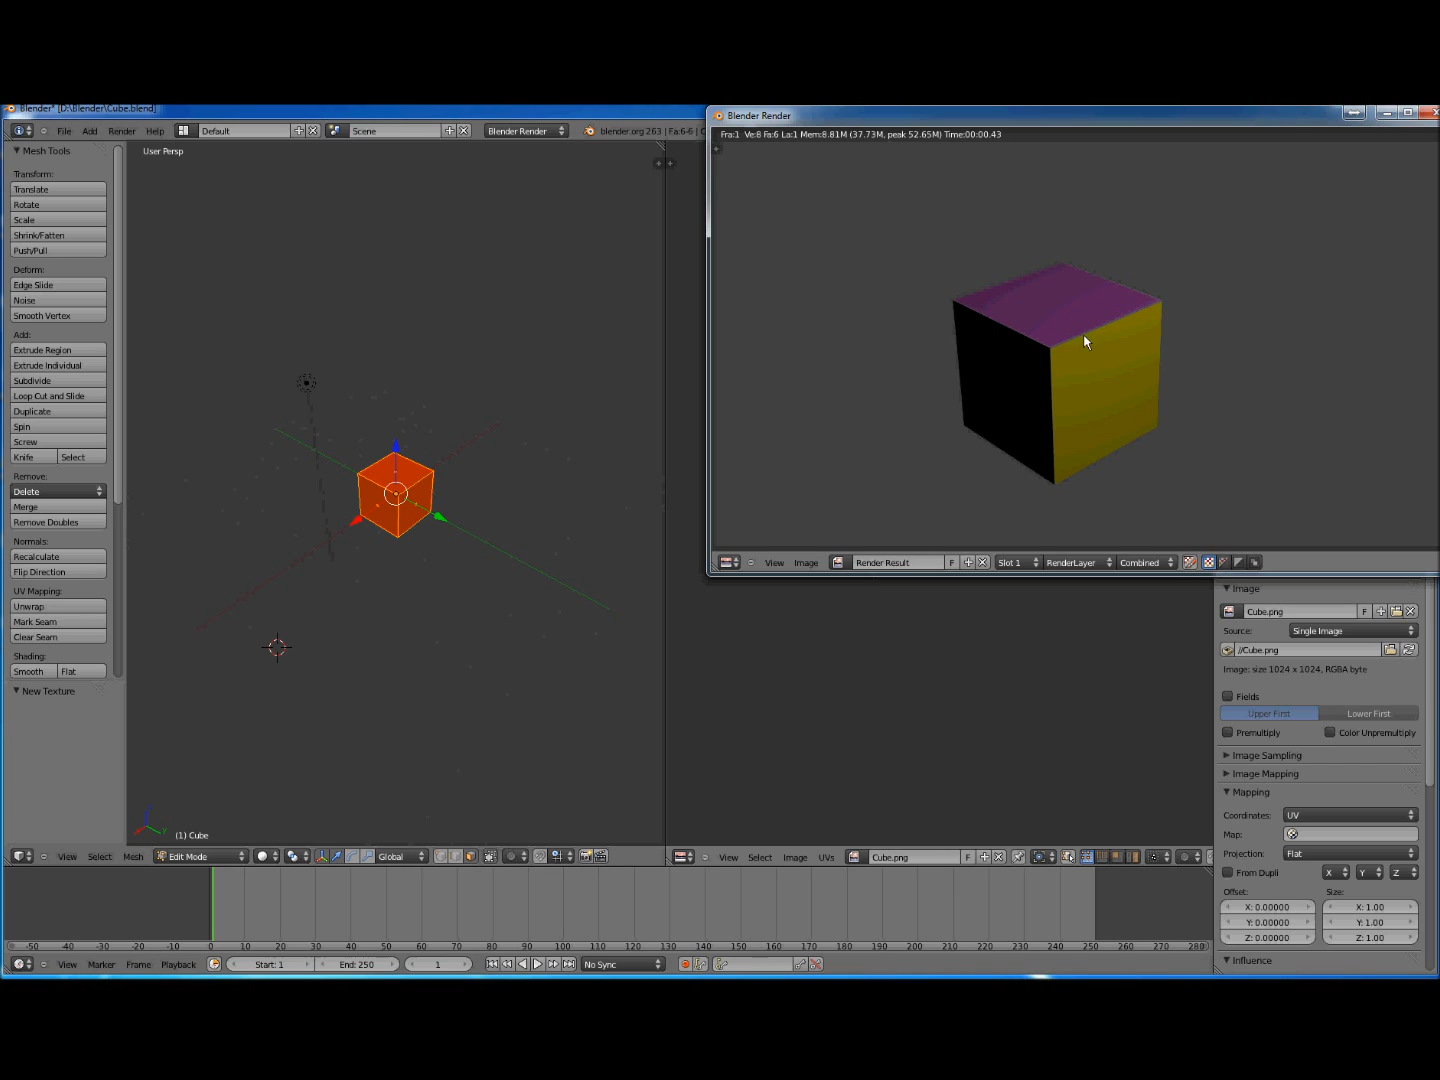 Blender* [D:\Blender\Cube.blend]
File Add Render Help Default Scene Blender Render blender.org 263 | Fa:6-6 | C
Mesh Tools
Transform:
Translate
Rotate
Scale
Shrink/Fatten
Push/Pull
Deform:
Edge Slide
Noise
Smooth Vertex
Add:
Extrude Region
Extrude Individual
Subdivide
Loop Cut and Slide
Duplicate
Spin
Screw
Knife Select
Remove:
Delete
Merge
Remove Doubles
Normals:
Recalculate
Flip Direction
UV Mapping:
Unwrap
Mark Seam
Clear Seam
Shading:
Smooth Flat
New Texture
User Persp
(1) Cube
View Select Mesh Edit Mode Global
Blender Render
Fra:1 Ve:8 Fa:6 La:1 Mem:8.81M (37.73M, peak 52.65M) Time:00:00.43
View Image Render Result F Slot 1 RenderLayer Combined
View Select Image UVs Cube.png F
Image
Cube.png F
Source: Single Image
//Cube.png
Image: size 1024 x 1024, RGBA byte
Fields
Upper First Lower First
Premultiply Color Unpremultiply
Image Sampling
Image Mapping
Mapping
Coordinates: UV
Map:
Projection: Flat
From Dupli X Y Z
Offset: Size:
X: 0.00000 X: 1.00
Y: 0.00000 Y: 1.00
Z: 0.00000 Z: 1.00
Influence
-50 -40 -30 -20 -10 0 10 20 30 40 50 60 70 80 90 100 110 120 130 140 150 160 170 180 190 200 210 220 230 240 250 260 270 280
View Marker Frame Playback Start: 1 End: 250 1 No Sync